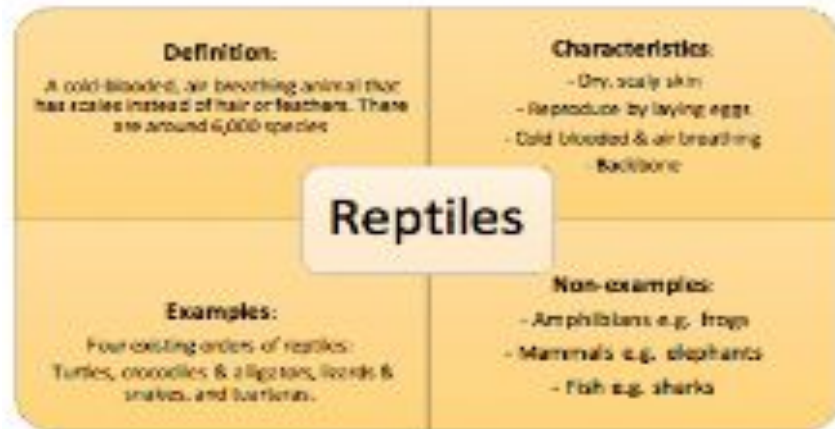 Definition:
A cold-blooded, air breathing animal that
has scales instead of hair or feathers. There
are around 6,000 species
Characteristics:
- Dry, scaly skin
- Reproduce by laying eggs
- Cold blooded & air breathing
- Backbone
Reptiles
Examples:
Four existing orders of reptiles:
Turtles, crocodiles & alligators, lizards &
snakes, and tuarteras.
Non-examples:
- Amphibians e.g. frogs
- Mammals e.g. elephants
- Fish e.g. sharks